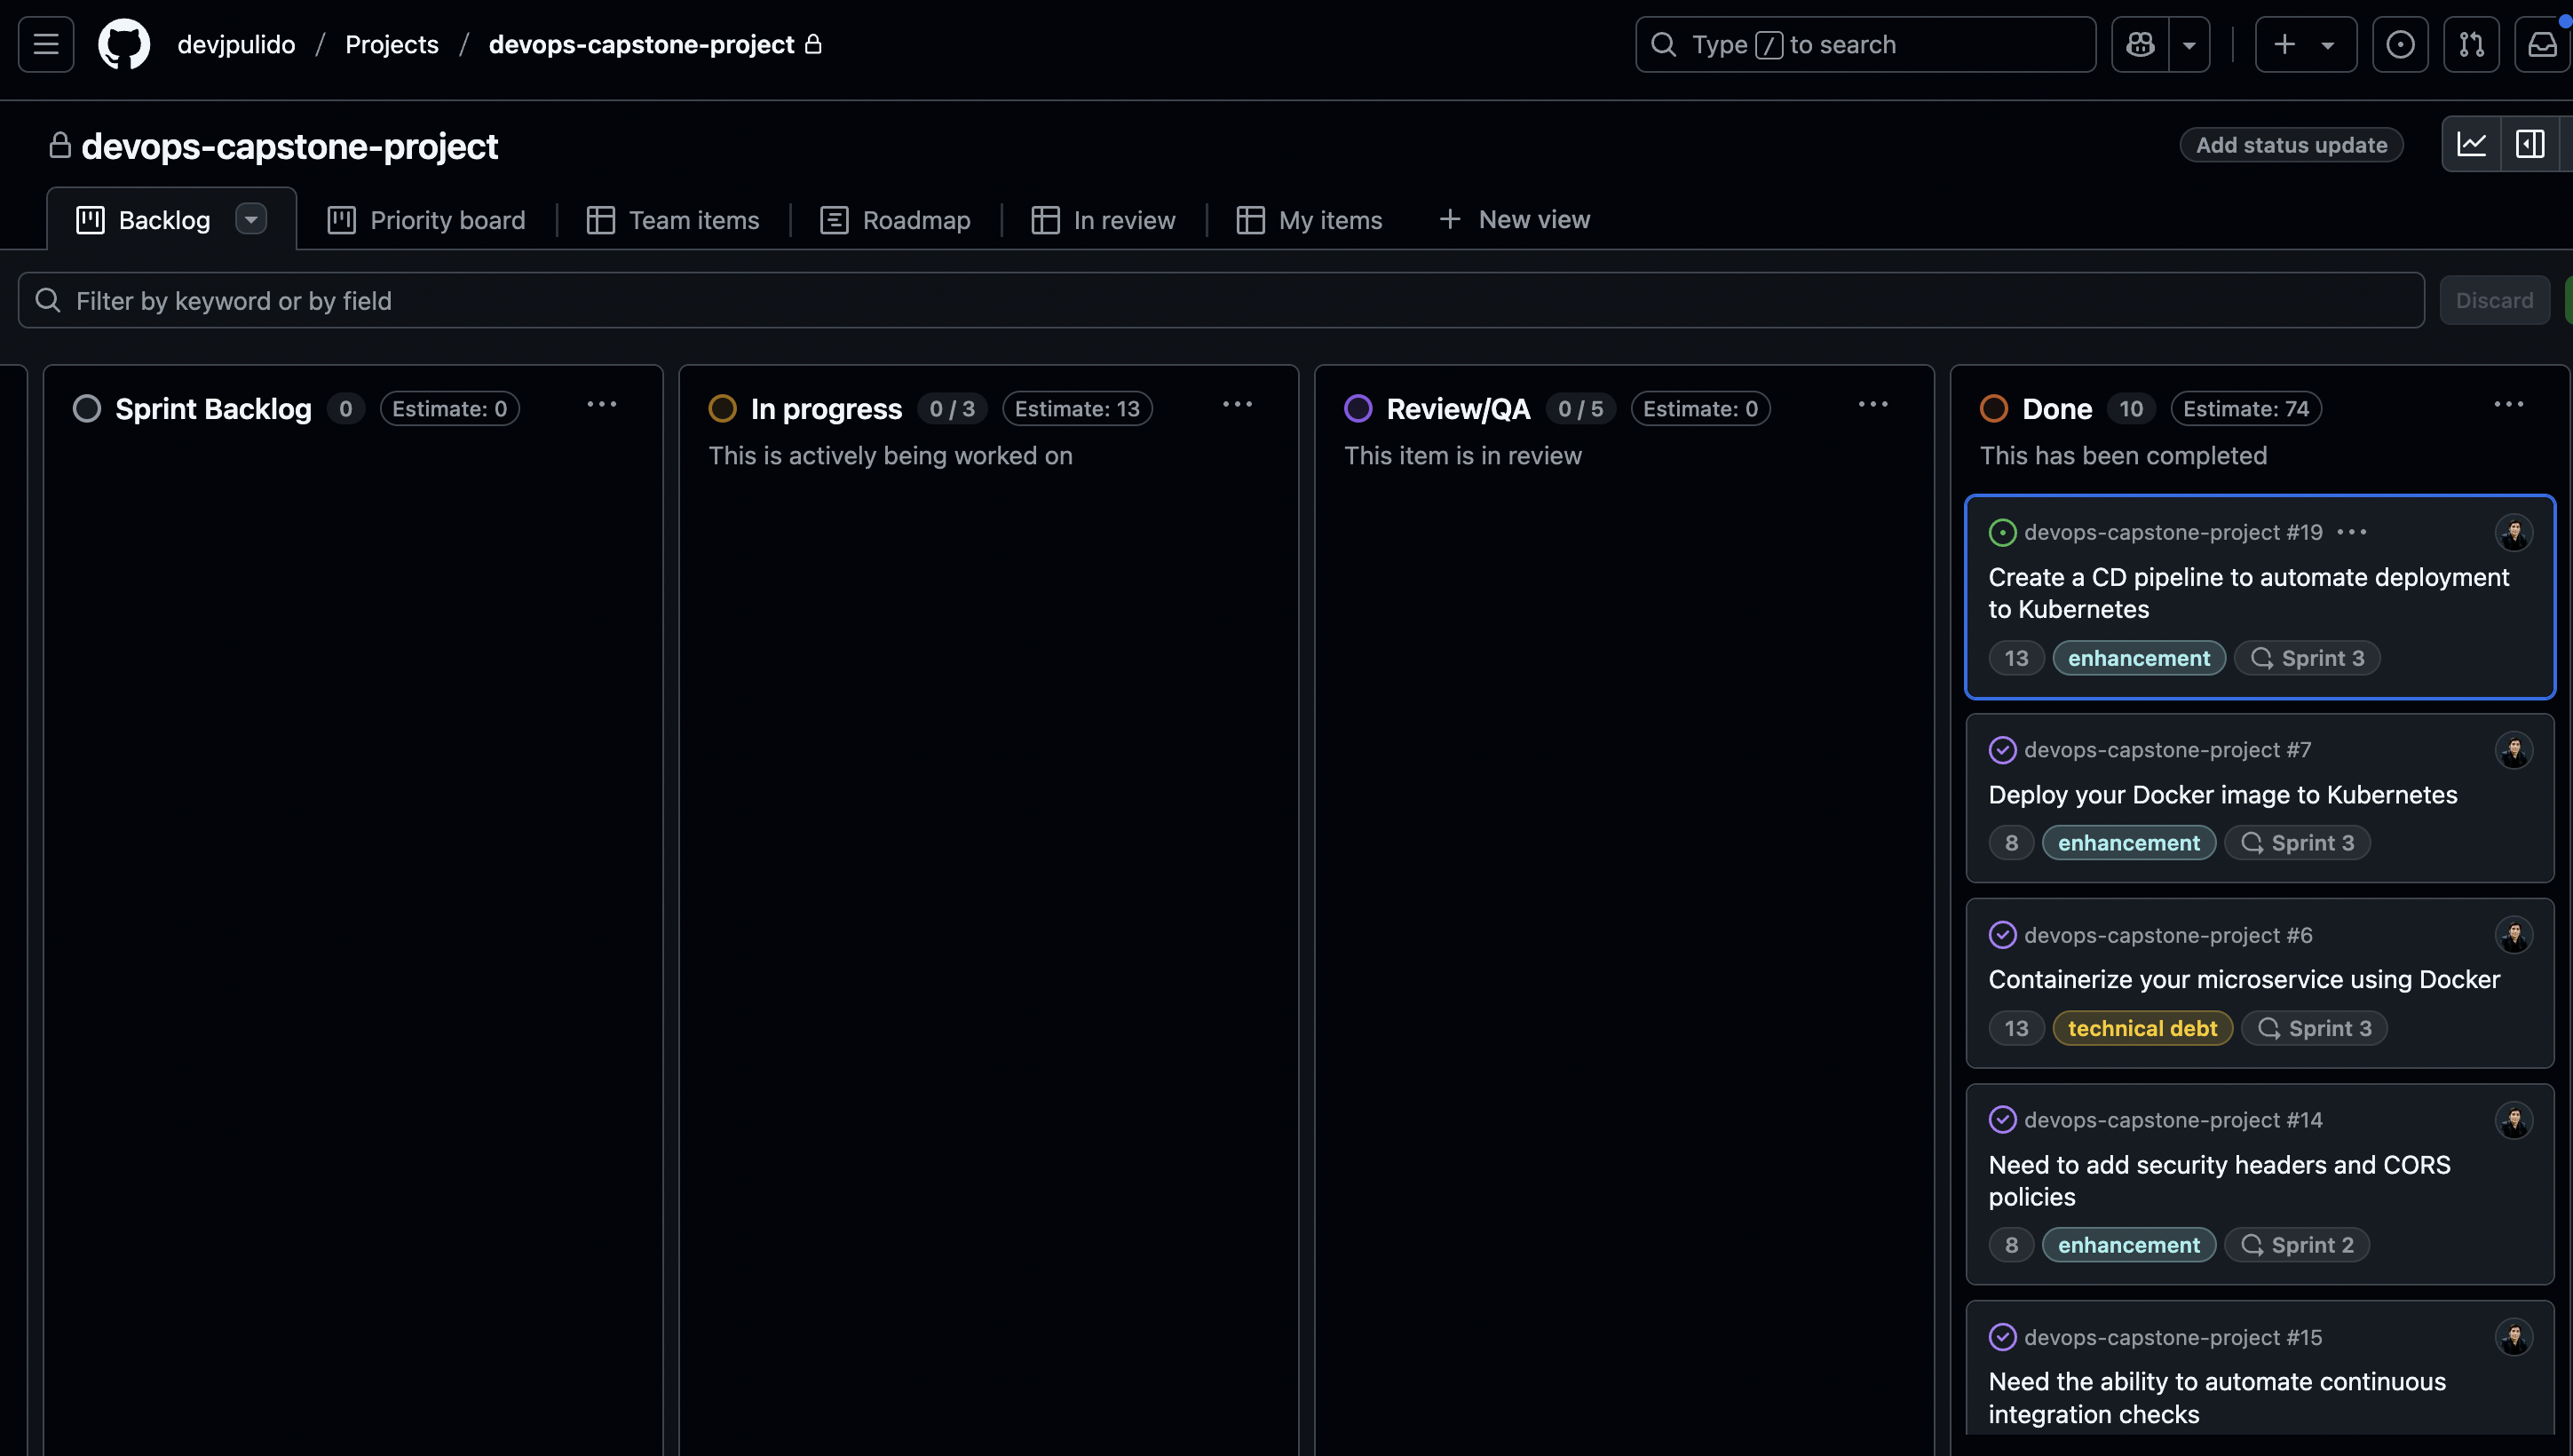 devjpulido / Projects / devops-capstone-project
Type / to search
devops-capstone-project
Add status update
Backlog
Priority board
Team items
Roadmap
In review
My items
New view
Filter by keyword or by field
Discard
Sprint Backlog 0 Estimate: 0
In progress 0 / 3 Estimate: 13
This is actively being worked on
Review/QA 0 / 5 Estimate: 0
This item is in review
Done 10 Estimate: 74
This has been completed
devops-capstone-project #19
Create a CD pipeline to automate deployment
to Kubernetes
13 enhancement Sprint 3
devops-capstone-project #7
Deploy your Docker image to Kubernetes
8 enhancement Sprint 3
devops-capstone-project #6
Containerize your microservice using Docker
13 technical debt Sprint 3
devops-capstone-project #14
Need to add security headers and CORS
policies
8 enhancement Sprint 2
devops-capstone-project #15
Need the ability to automate continuous
integration checks